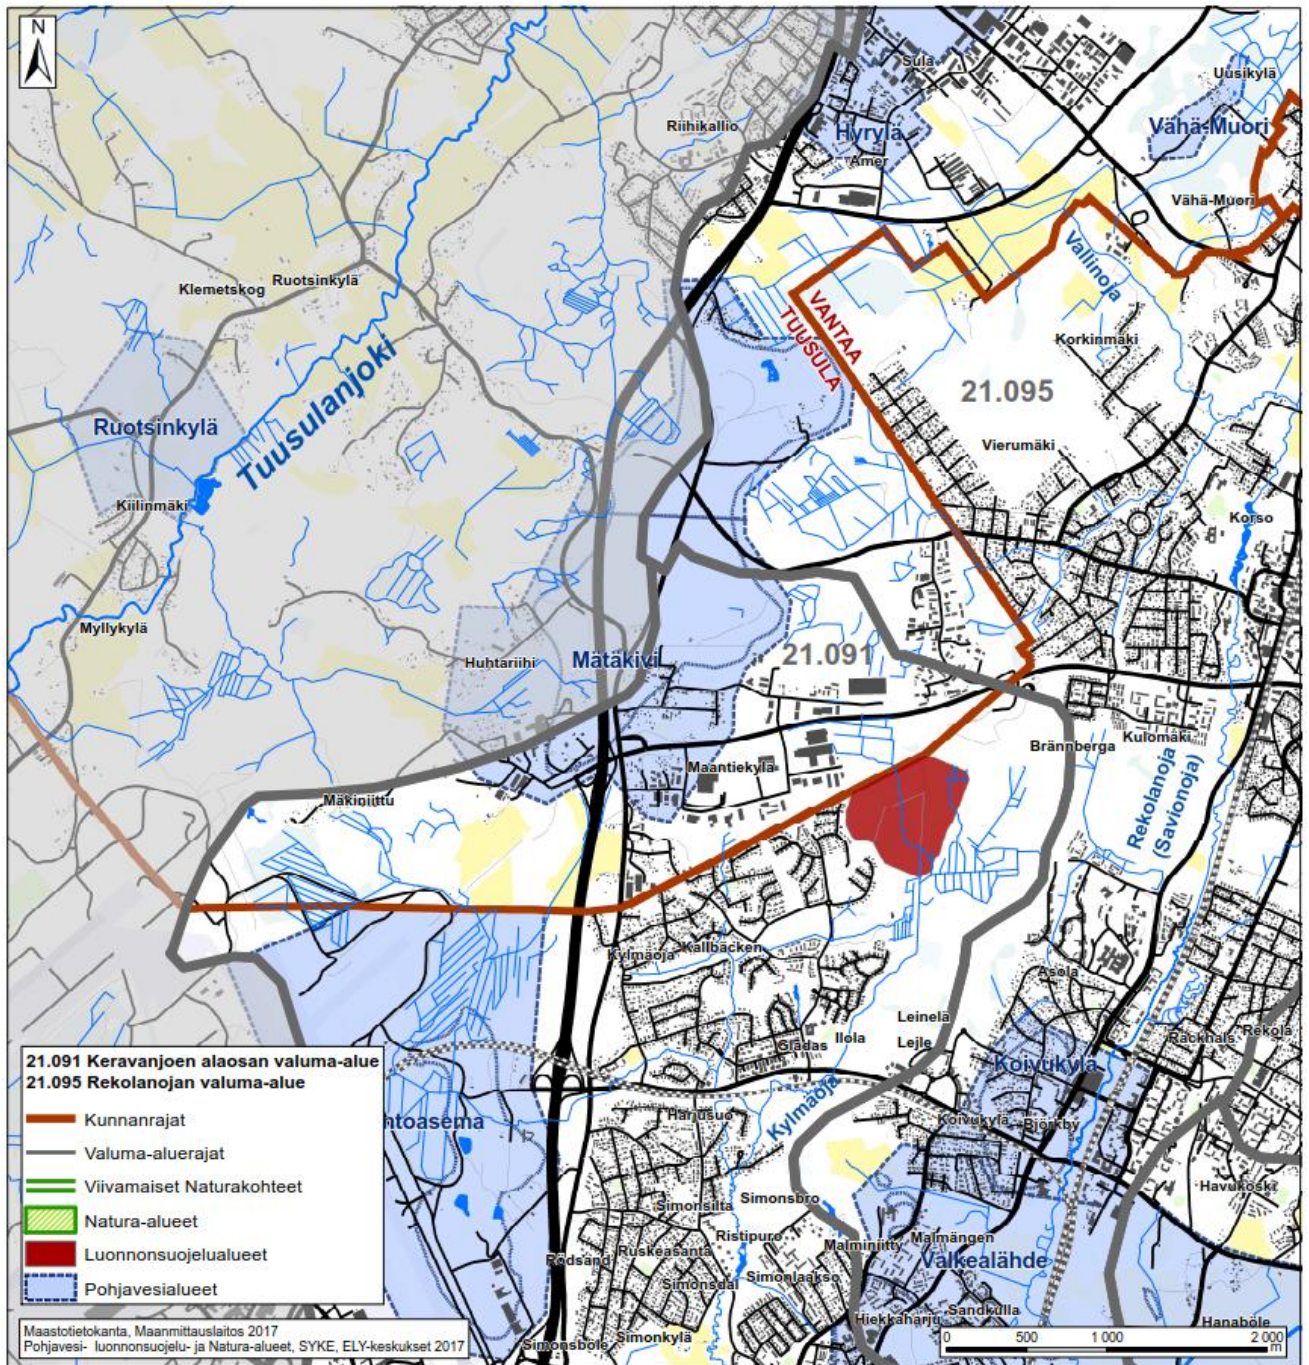 N
Sula
Uusikylä
Riihikallio
Hyrylä
Vähä-Muori
Amer
Vähä-Muori
Vallinoja
Klemetskog
Ruotsinkylä
VANTAA
TUUSULA
Korkinmäki
Tuusulanjoki
21.095
Ruotsinkylä
Vierumäki
Kiilinmäki
Korso
Myllykylä
Huhtariihi
Mätäkivi
21.091
Brännberga
Kulomäki
Maantiekylä
Mäkiniittu
Rekolanoja
(Savionoja)
Kylmäoja
Kallbäcken
Asola
Leinelä
Lejle
Glädas
Ilola
Räckhals
Rekola
Koivukylä
Harjusuo
Kylmäoja
Koivukylä
Björkby
htoasema
Havukoski
Simonsbro
Simonsilta
Ristipuro
Malminiitty
Malmängen
Ruskeasanta
Rödsand
Valkealähde
Simonsdal
Simonlaakso
Hiekkaharju
Sandkulla
Hanaböle
Simonkylä
Simonsböle
21.091 Keravanjoen alaosan valuma-alue
21.095 Rekolanojan valuma-alue
Kunnanrajat
Valuma-aluerajat
Viivamaiset Naturakohteet
Natura-alueet
Luonnonsuojelualueet
Pohjavesialueet
Maastotietokanta, Maanmittauslaitos 2017
Pohjavesi- luonnonsuojelu- ja Natura-alueet, SYKE, ELY-keskukset 2017
0 500 1 000 2 000
m